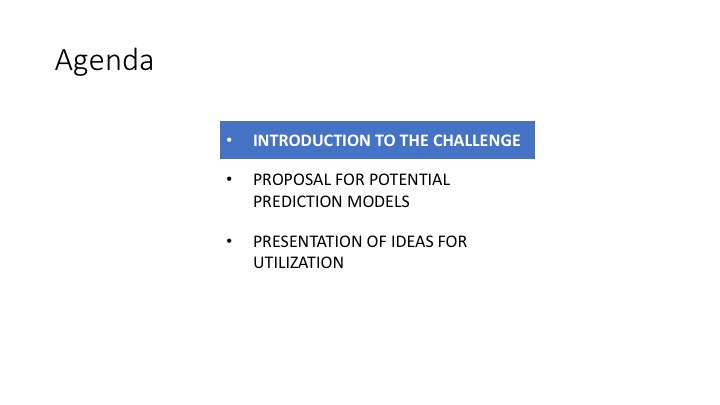 Agenda
• INTRODUCTION TO THE CHALLENGE
• PROPOSAL FOR POTENTIAL
PREDICTION MODELS
• PRESENTATION OF IDEAS FOR
UTILIZATION